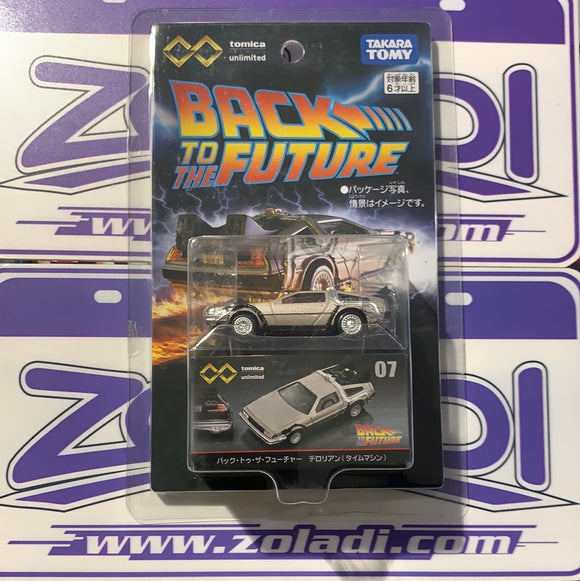 tomica
unlimited
TAKARA
TOMY
対象年齢
6才以上
BACK
TO
THE FUTURE
●パッケージ写真、
情景はイメージです。
tomica
unlimited
07
BACK
TO THE
FUTURE
バック・トゥ・ザ・フューチャー デロリアン(タイムマシン)
ZOLADI
.com
ZOLADI
www.zoladi.com